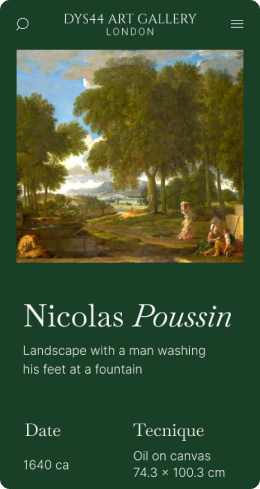 DYS44 ART GALLERY
LONDON
Nicolas Poussin
Landscape with a man washing
his feet at a fountain
Date
Tecnique
1640 ca
Oil on canvas
74.3 × 100.3 cm